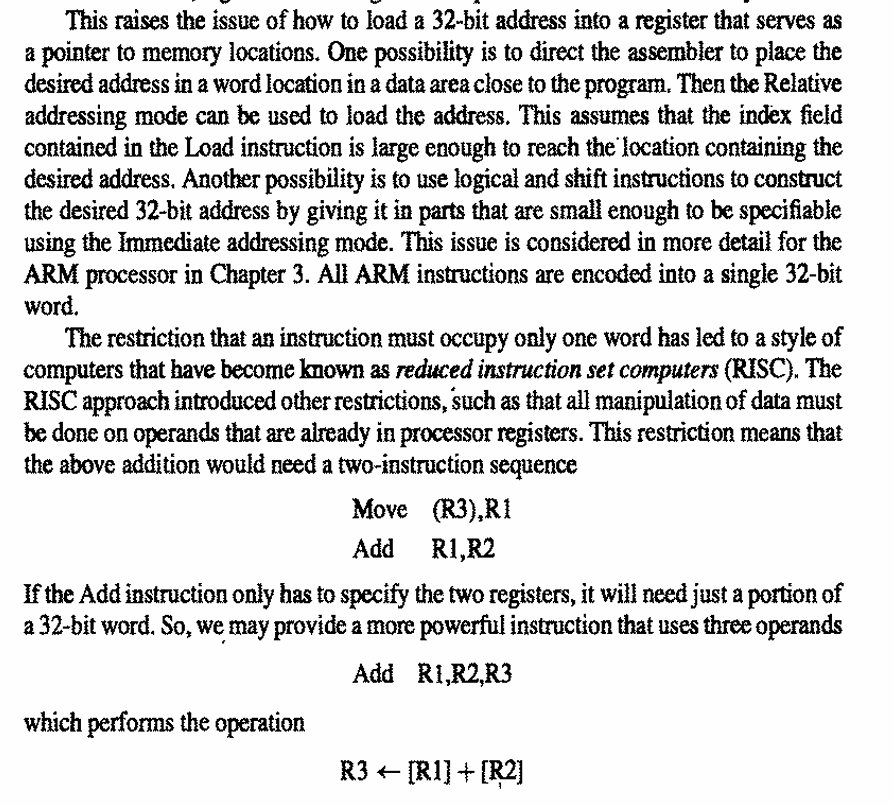 This raises the issue of how to load a 32-bit address into a register that serves as
a pointer to memory locations. One possibility is to direct the assembler to place the
desired address in a word location in a data area close to the program. Then the Relative
addressing mode can be used to load the address. This assumes that the index field
contained in the Load instruction is large enough to reach the location containing the
desired address. Another possibility is to use logical and shift instructions to construct
the desired 32-bit address by giving it in parts that are small enough to be specifiable
using the Immediate addressing mode. This issue is considered in more detail for the
ARM processor in Chapter 3. All ARM instructions are encoded into a single 32-bit
word.
The restriction that an instruction must occupy only one word has led to a style of
computers that have become known as reduced instruction set computers (RISC). The
RISC approach introduced other restrictions, such as that all manipulation of data must
be done on operands that are already in processor registers. This restriction means that
the above addition would need a two-instruction sequence
Move (R3),R1
Add R1,R2
If the Add instruction only has to specify the two registers, it will need just a portion of
a 32-bit word. So, we may provide a more powerful instruction that uses three operands
Add R1,R2,R3
which performs the operation
R3 ← [R1] + [R2]